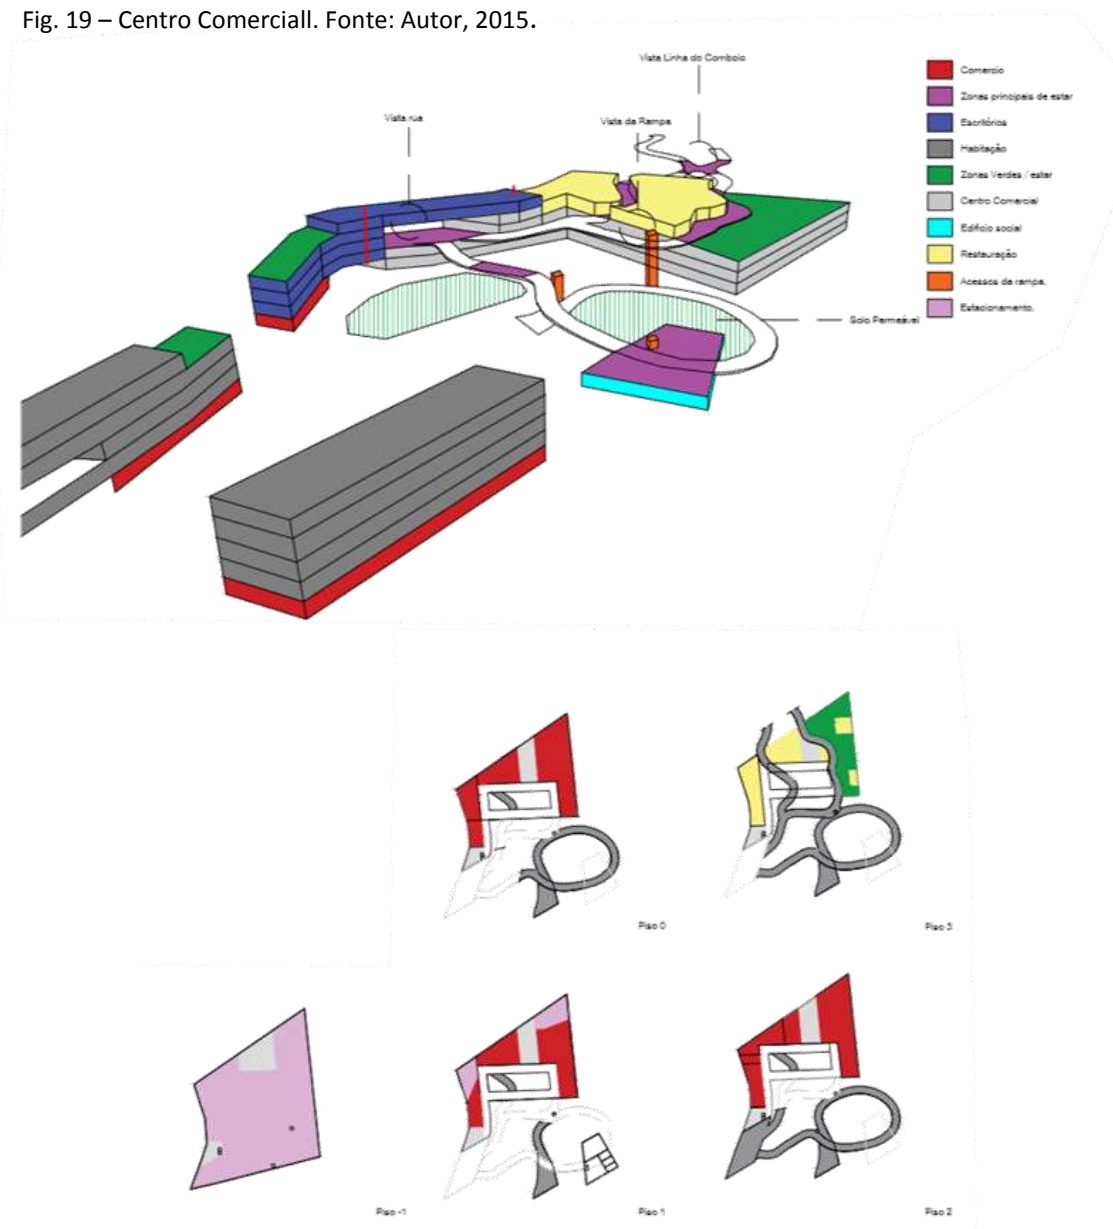 Fig. 19 – Centro Comerciall. Fonte: Autor, 2015.
Vista Linha do Comboio
Vista rua
Vista da Rampa
Comercio
Zonas principais de estar
Escritórios
Habitação
Zonas Verdes / estar
Centro Comercial
Edificio social
Restauração
Acessos da rampa.
Estacionamento.
Solo Permeável
Piso 0
Piso 3
Piso -1
Piso 1
Piso 2